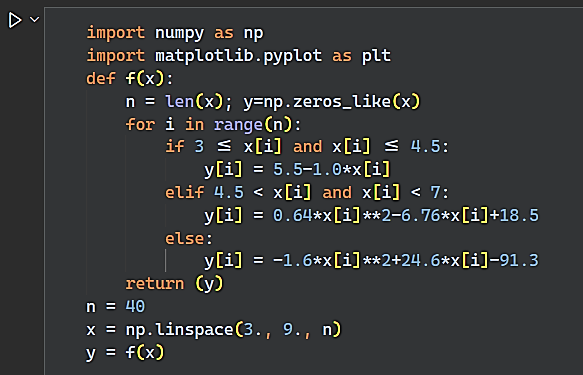 import numpy as np
import matplotlib.pyplot as plt
def f(x):
    n = len(x); y=np.zeros_like(x)
    for i in range(n):
        if 3 ≤ x[i] and x[i] ≤ 4.5:
            y[i] = 5.5-1.0*x[i]
        elif 4.5 < x[i] and x[i] < 7:
            y[i] = 0.64*x[i]**2-6.76*x[i]+18.5
        else:
            y[i] = -1.6*x[i]**2+24.6*x[i]-91.3
    return (y)
n = 40
x = np.linspace(3., 9., n)
y = f(x)